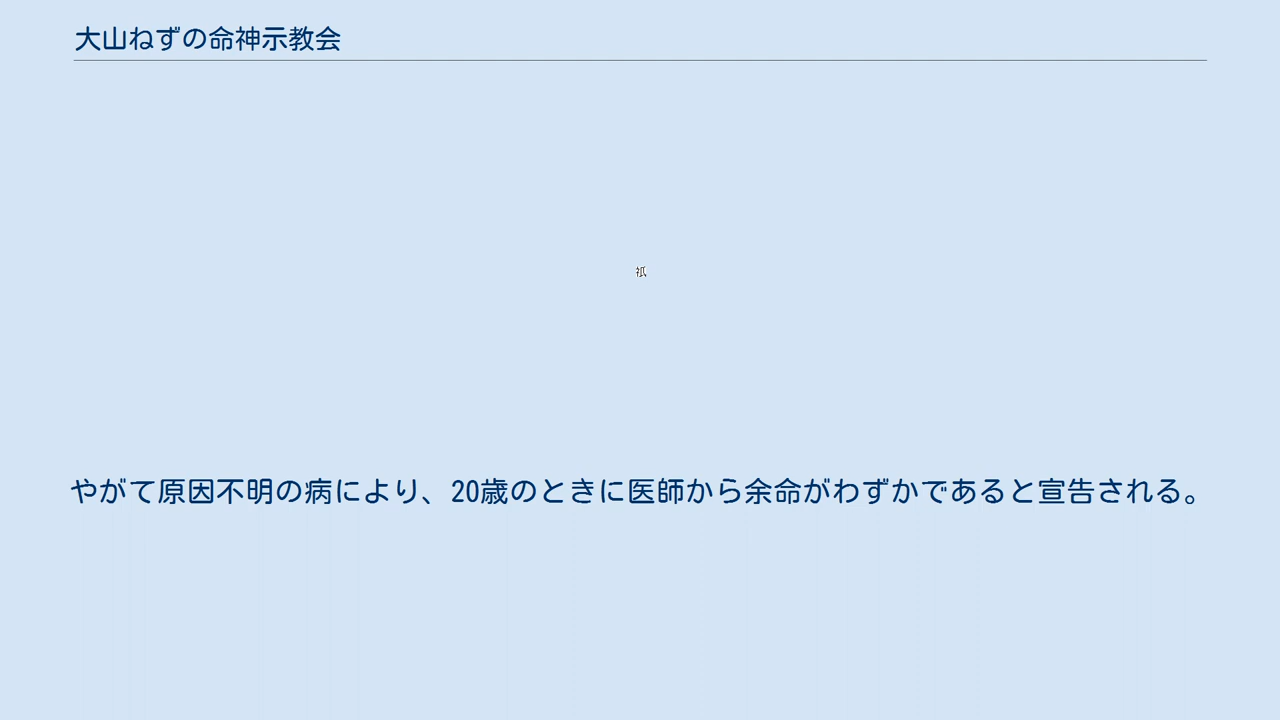 大山ねずの命神示教会
祇
やがて原因不明の病により、20歳のときに医師から余命がわずかであると宣告される。